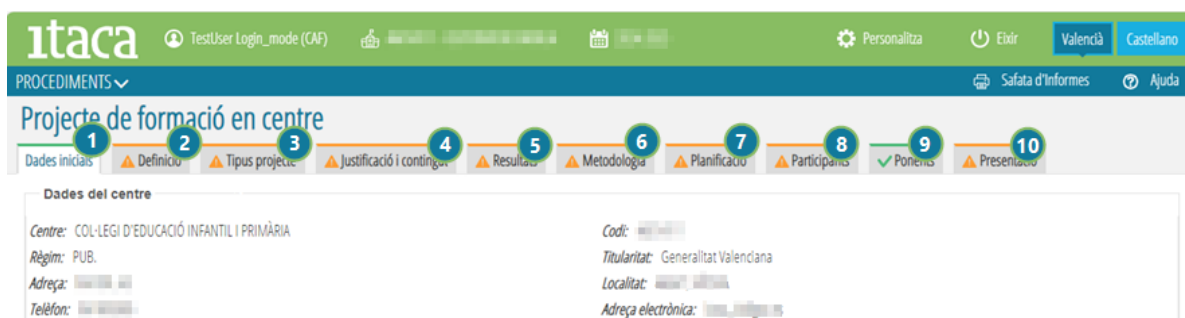 itaca TestUser Login_mode (CAF) Personalitza Eixir Valencià Castellano
PROCEDIMENTS Safata d'Informes Ajuda
Projecte de formació en centre
1 2 3 4 5 6 7 8 9 10
Dades inicials Definició Tipus projecte Justificació i contingut Resultats Metodologia Planificació Participants Ponents Presentació
Dades del centre
Centre: COL·LEGI D'EDUCACIÓ INFANTIL I PRIMÀRIA Codi:
Règim: PUB. Titularitat: Generalitat Valenciana
Adreça: Localitat:
Telèfon: Adreça electrònica: